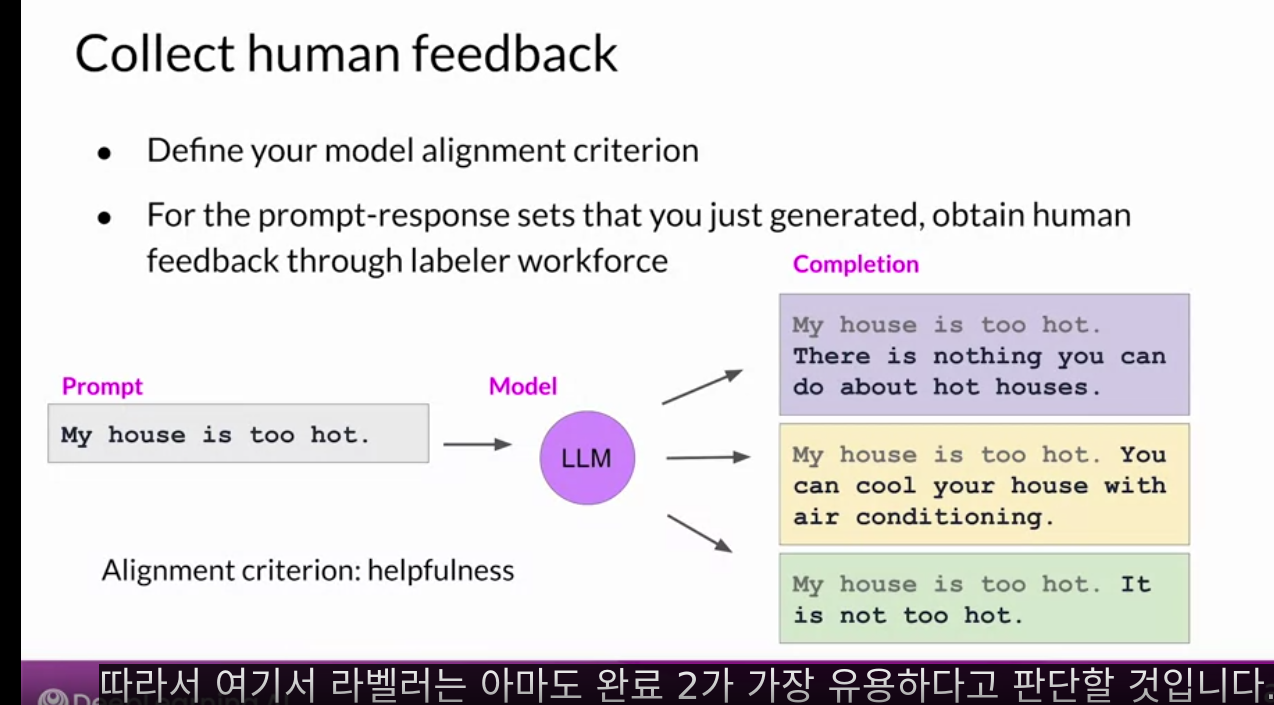 Collect human feedback
● Define your model alignment criterion
● For the prompt-response sets that you just generated, obtain human
feedback through labeler workforce
Completion
My house is too hot.
There is nothing you can
do about hot houses.
Prompt
My house is too hot.
Model
LLM
My house is too hot. You
can cool your house with
air conditioning.
Alignment criterion: helpfulness
My house is too hot. It
is not too hot.
따라서 여기서 라벨러는 아마도 완료 2가 가장 유용하다고 판단할 것입니다.